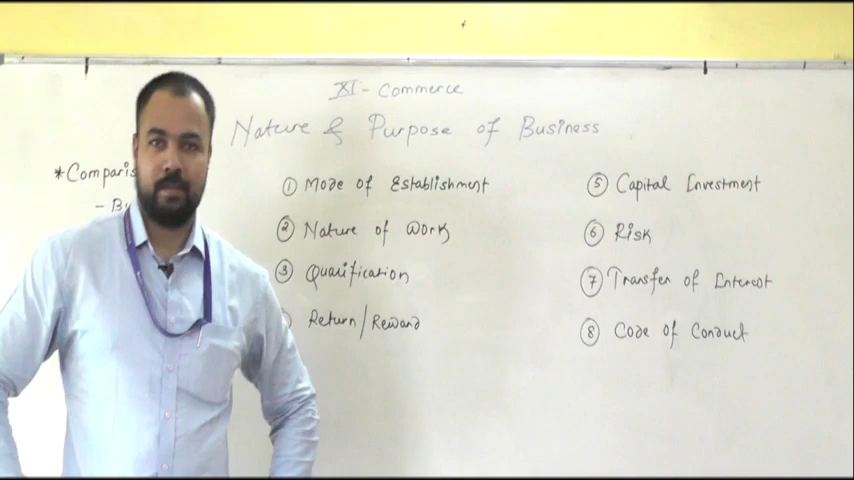 XI - Commerce
Nature & Purpose of Business
* Comparis
- Bu
① Mode of Establishment
② Nature of Work
③ Qualification
Return/Reward
⑤ Capital Investment
⑥ Risk
⑦ Transfer of Interest
⑧ Code of Conduct